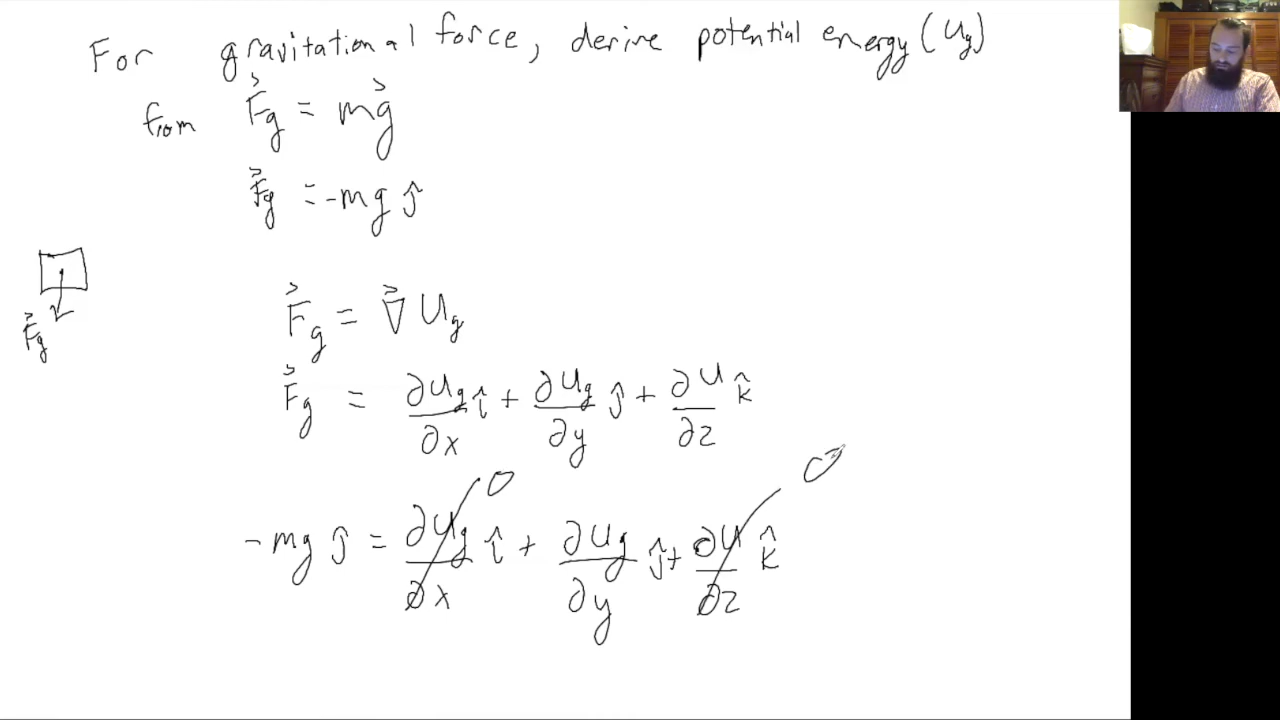 For gravitational force, derive potential energy (Ug)
from F⃗g = mg⃗
F⃗g = -mg ĵ
F⃗g
F⃗g = ∇⃗ Ug
F⃗g = ∂Ug/∂x î + ∂Ug/∂y ĵ + ∂U/∂z k̂
0 0
-mg ĵ = ∂Ug/∂x î + ∂Ug/∂y ĵ + ∂U/∂z k̂